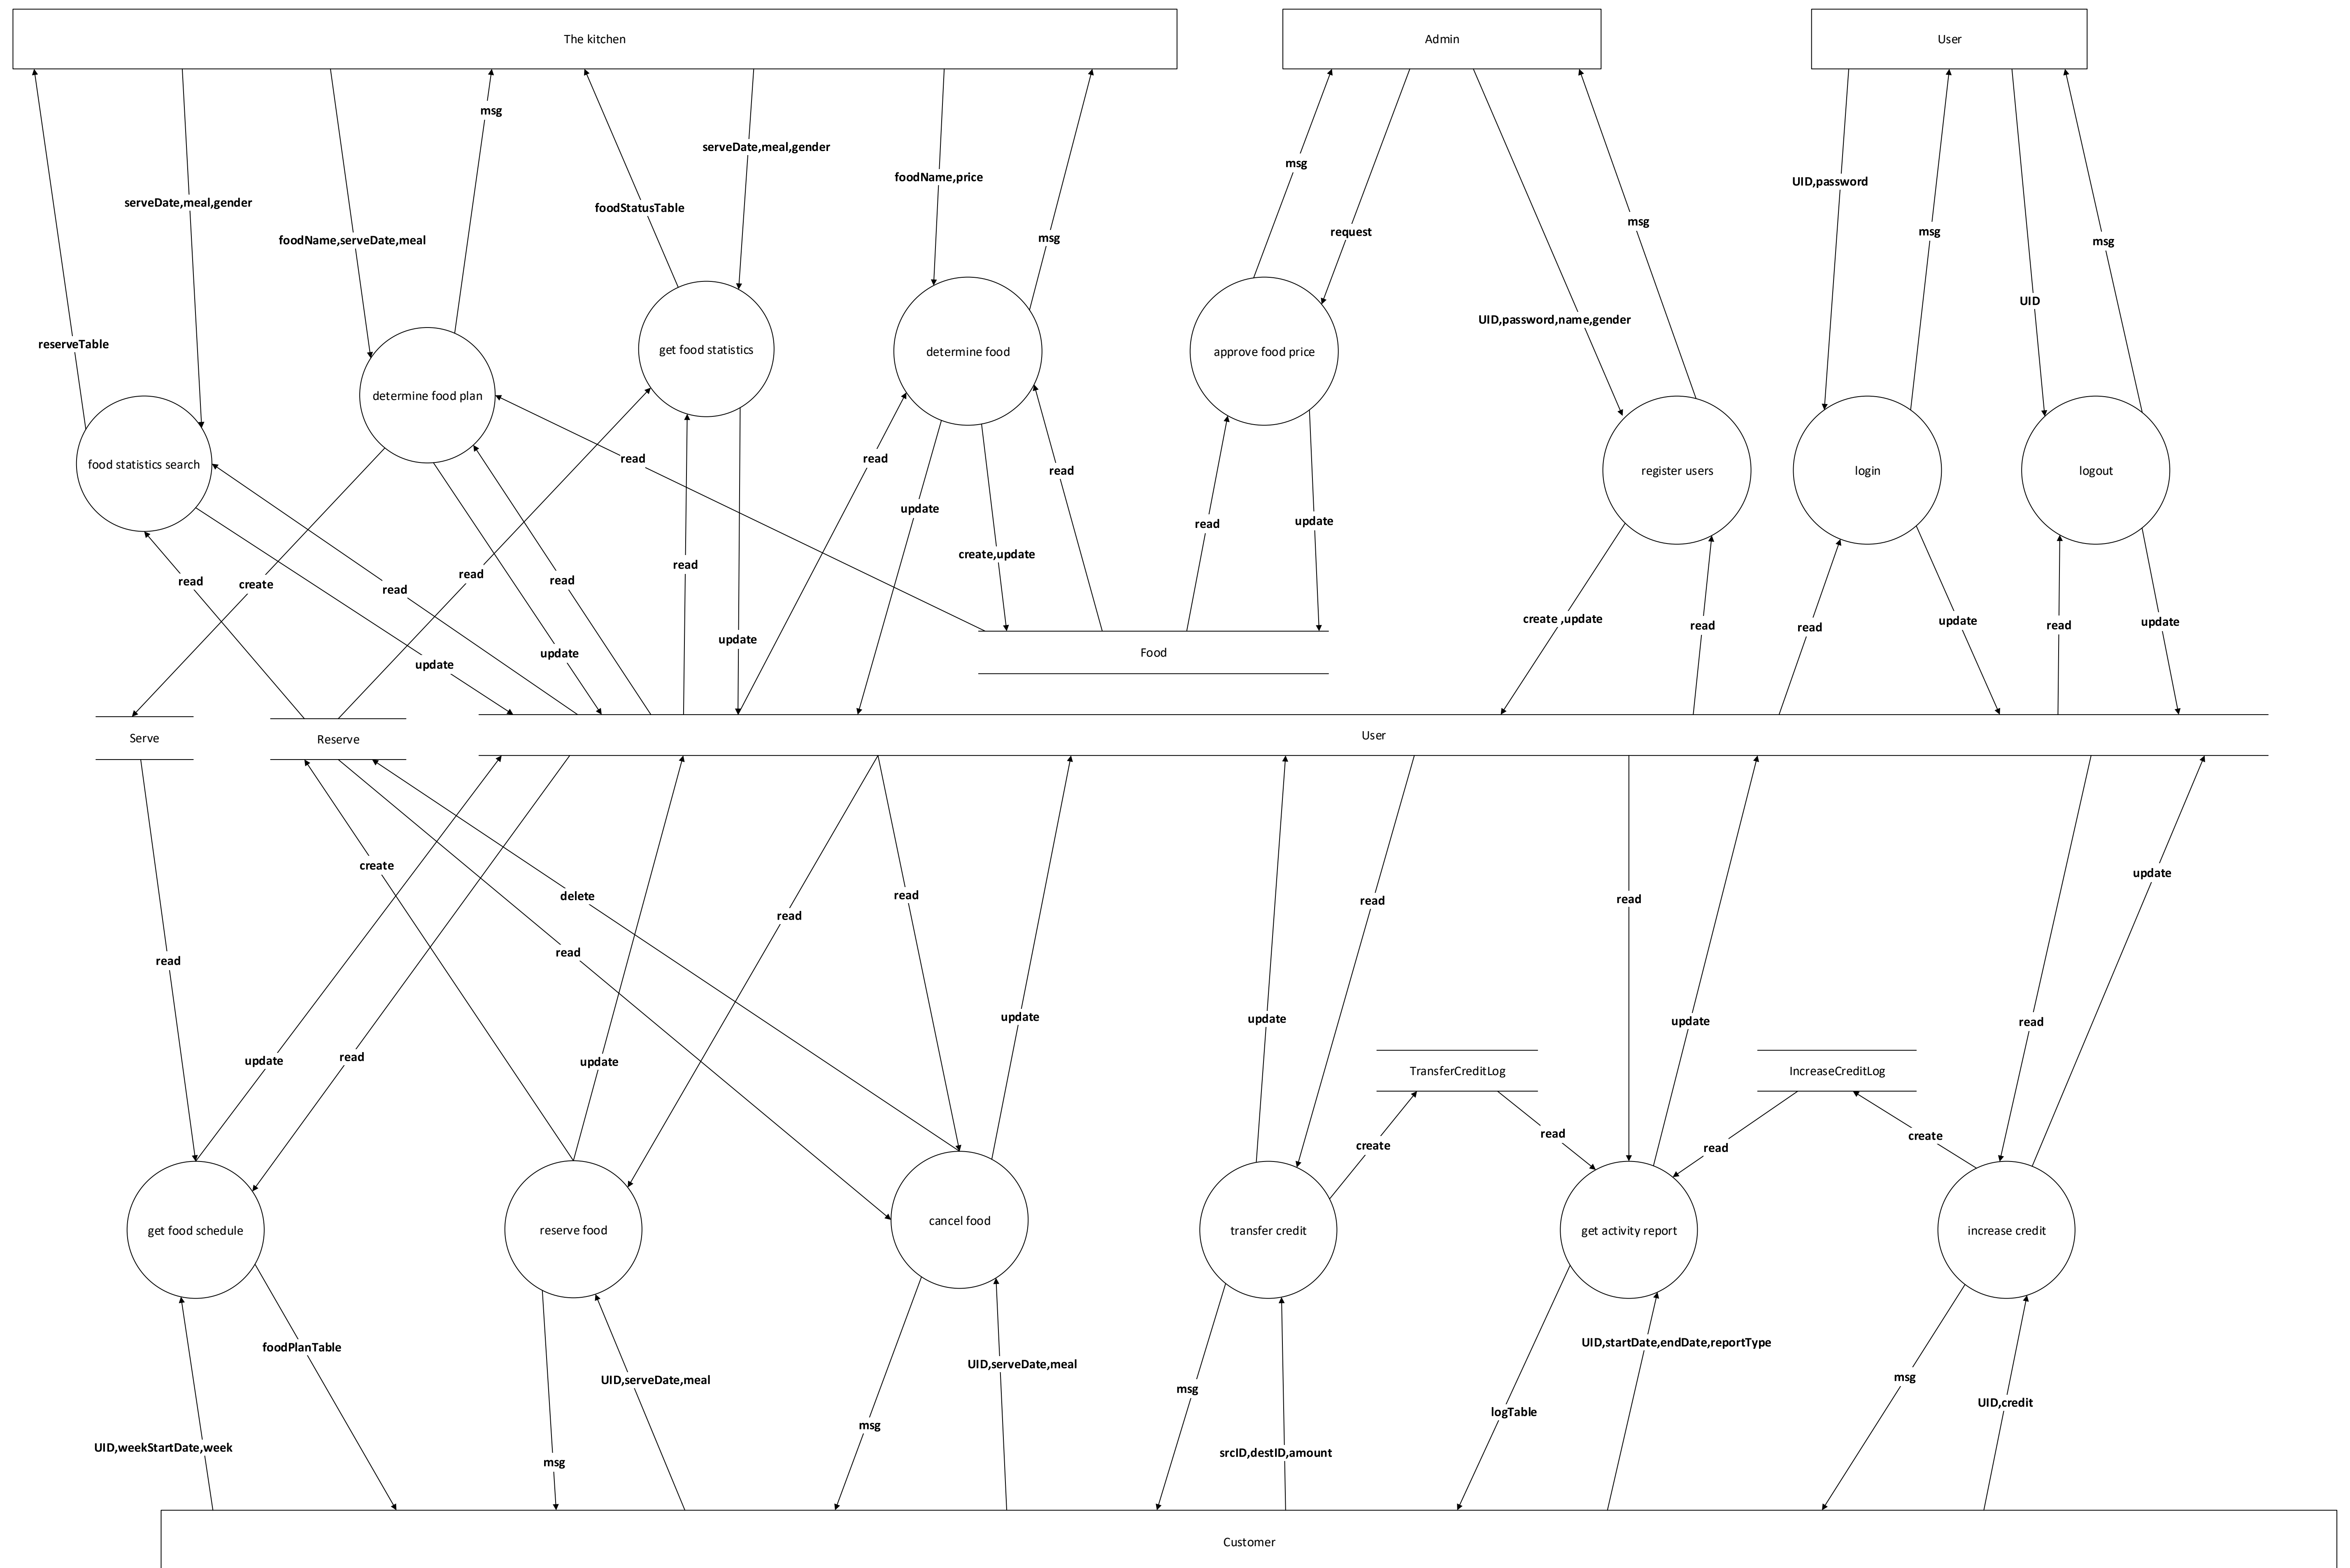 The kitchen
Admin
User
msg
serveDate,meal,gender
msg
foodName,price
UID,password
serveDate,meal,gender
foodStatusTable
msg
request
msg
foodName,serveDate,meal
msg
msg
UID
UID,password,name,gender
reserveTable
get food statistics
determine food
approve food price
determine food plan
food statistics search
read
read
read
register users
login
logout
update
read
update
create,update
read
create
read
read
read
read
update
update
read
create ,update
read
read
update
read
update
update
Food
Serve
Reserve
User
create
delete
read
read
read
read
update
read
read
update
update
update
read
update
read
update
TransferCreditLog
IncreaseCreditLog
create
read
read
create
get food schedule
reserve food
cancel food
transfer credit
get activity report
increase credit
foodPlanTable
UID,serveDate,meal
UID,serveDate,meal
UID,startDate,endDate,reportType
msg
msg
UID,credit
logTable
msg
UID,weekStartDate,week
msg
srcID,destID,amount
Customer